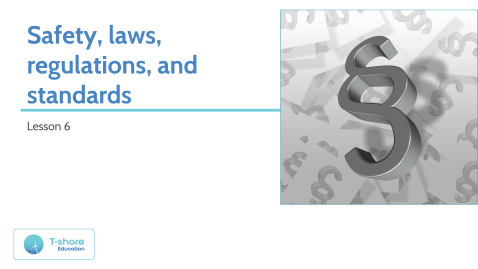 Safety, laws,
regulations, and
standards
Lesson 6
T-shore
Education